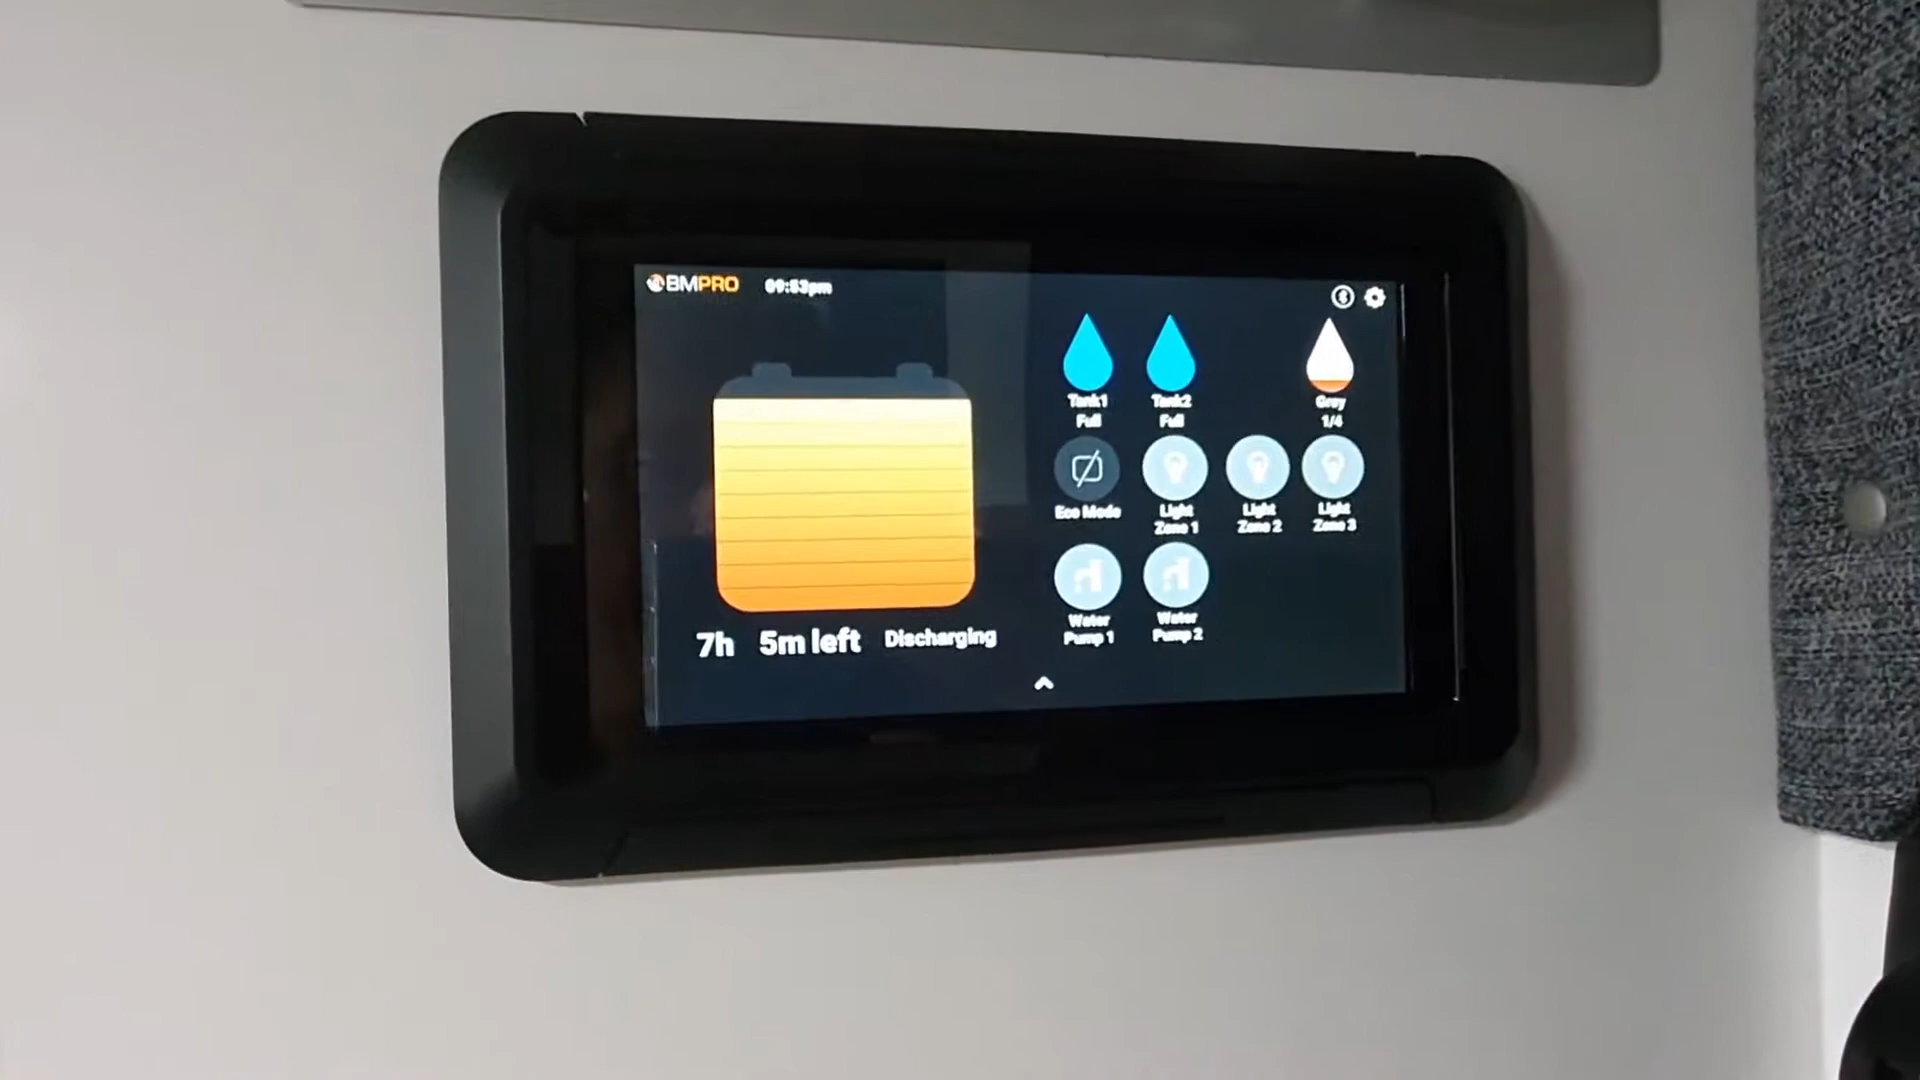 BMPRO 09:53pm
Tank1 Full
Tank2 Full
Grey 1/4
Eco Mode
Light Zone 1
Light Zone 2
Light Zone 3
Water Pump 1
Water Pump 2
7h 5m left Discharging